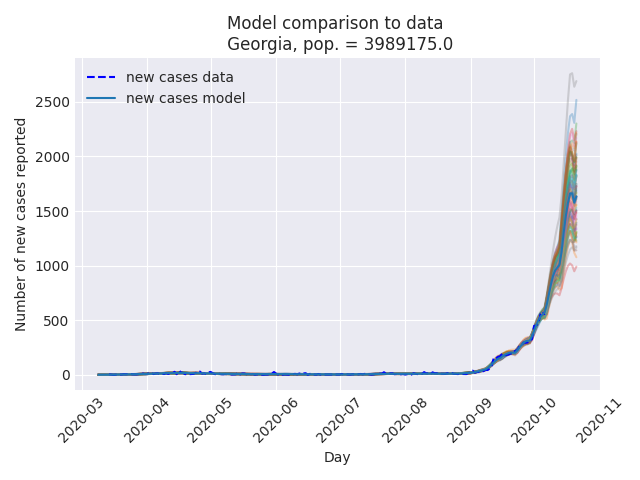 Model comparison to data
Georgia, pop. = 3989175.0
new cases data
new cases model
Number of new cases reported
2500
2000
1500
1000
500
0
2020-03
2020-04
2020-05
2020-06
2020-07
2020-08
2020-09
2020-10
2020-11
Day